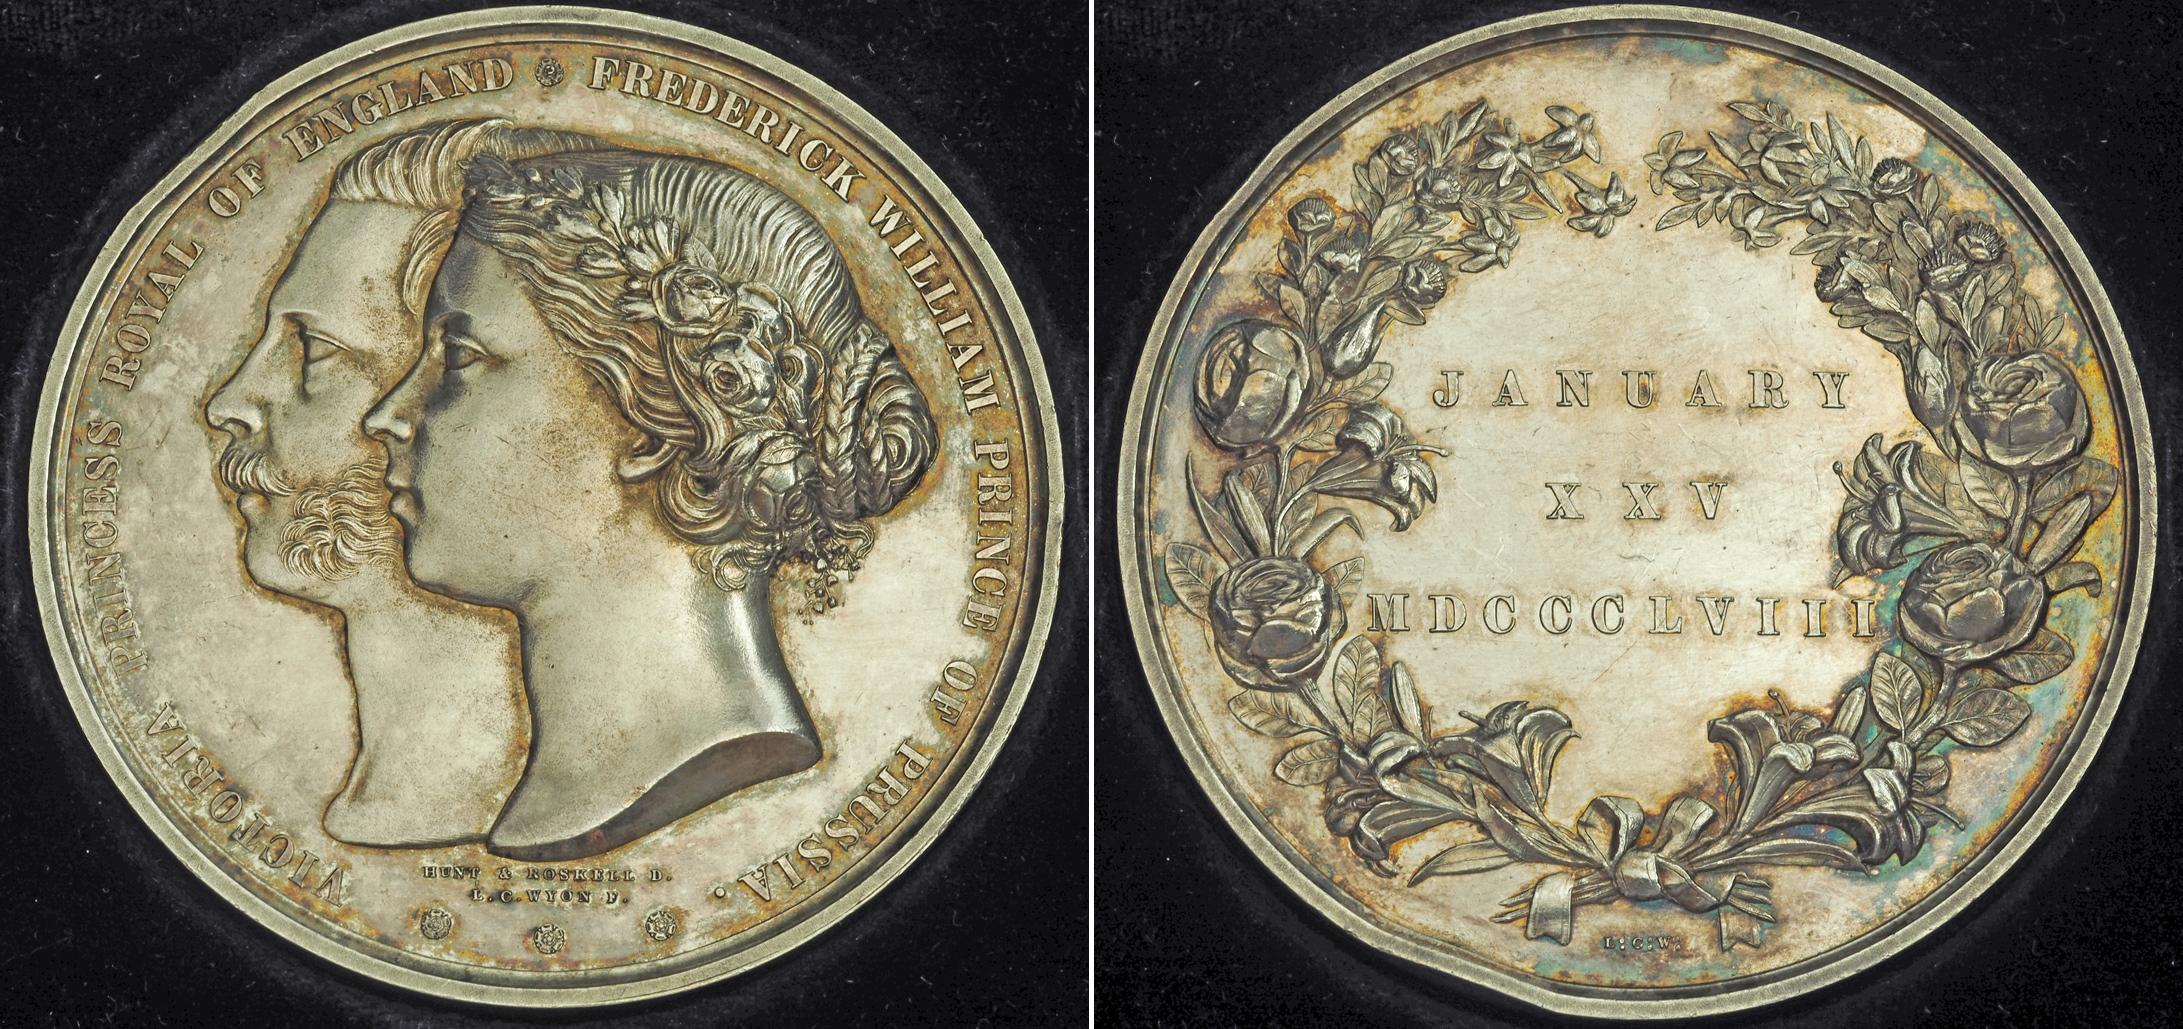 VICTORIA PRINCESS ROYAL OF ENGLAND FREDERICK WILLIAM PRINCE OF PRUSSIA.
HUNT & ROSKELL D.
L.C.WYON F.
JANUARY
XXV
MDCCCLVIII
L:C:W: